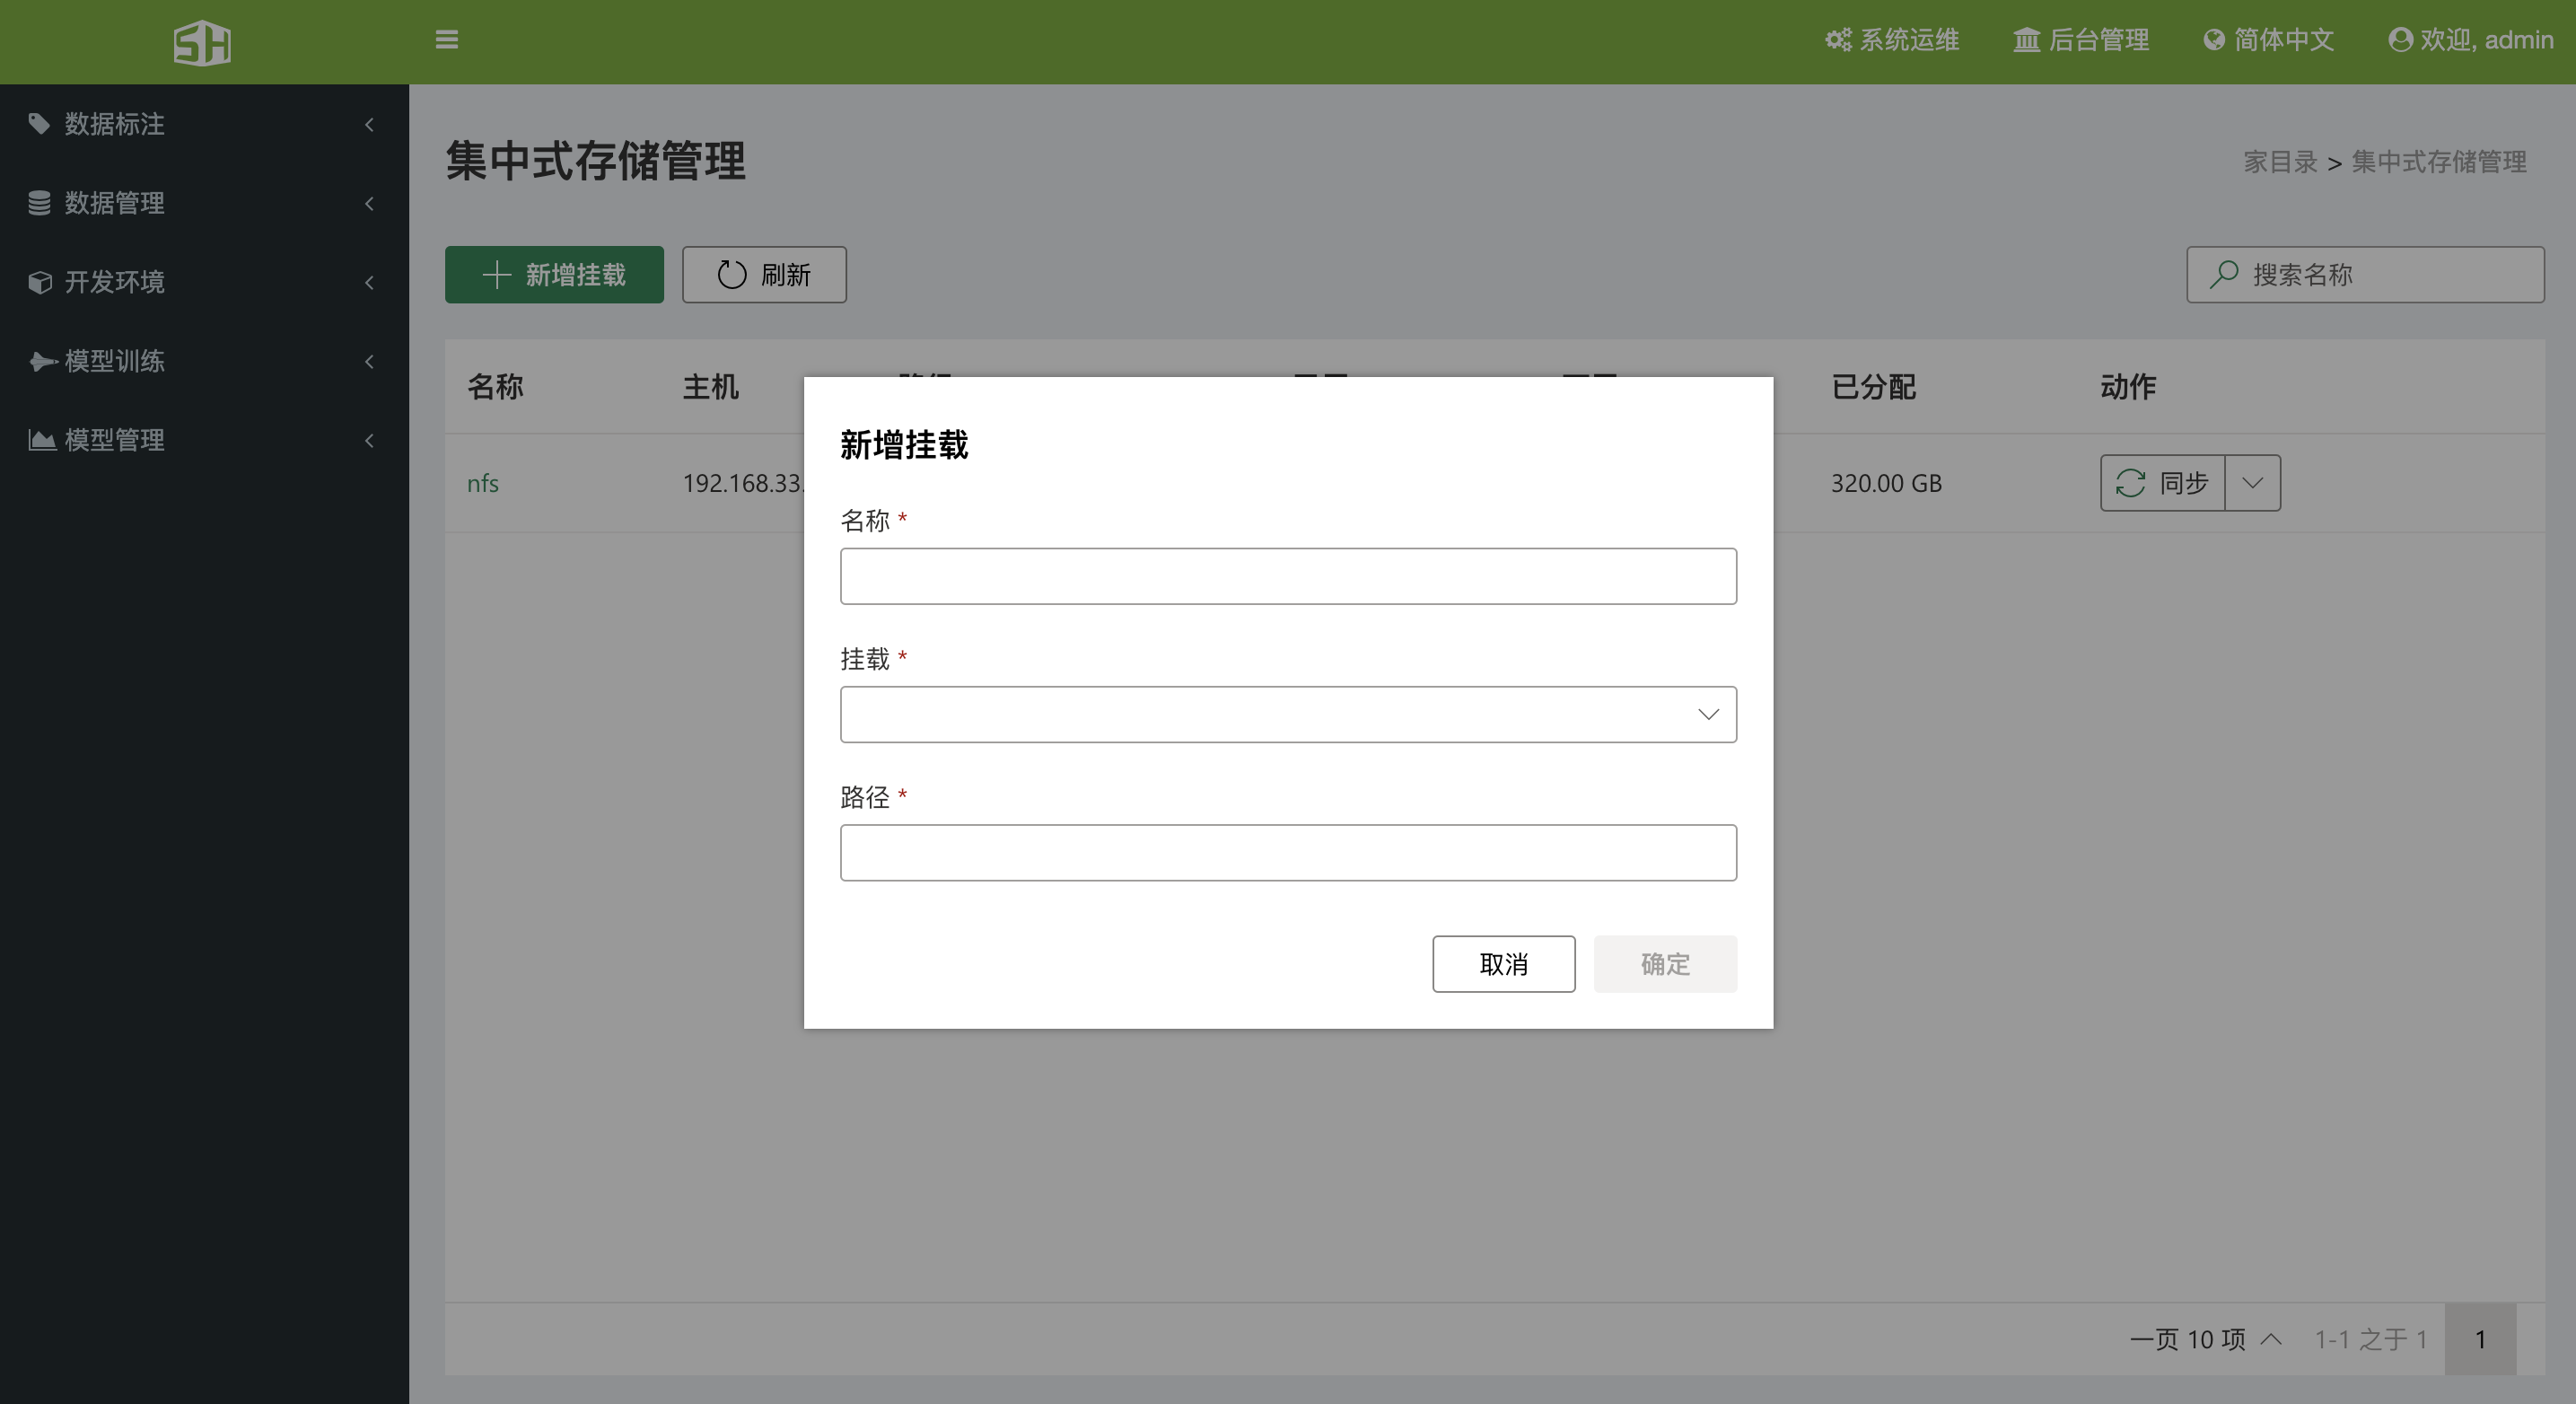 SH
系统运维
后台管理
简体中文
欢迎, admin
数据标注
数据管理
开发环境
模型训练
模型管理
集中式存储管理
家目录 > 集中式存储管理
新增挂载
刷新
搜索名称
名称 主机 已分配 动作
nfs 192.168.33. 320.00 GB 同步
新增挂载
名称 *
挂载 *
路径 *
取消 确定
一页 10 项 1-1 之于 1 1